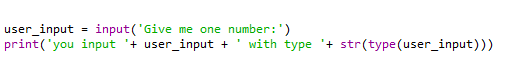 user_input = input('Give me one number:')
print('you input '+ user_input + ' with type '+ str(type(user_input)))